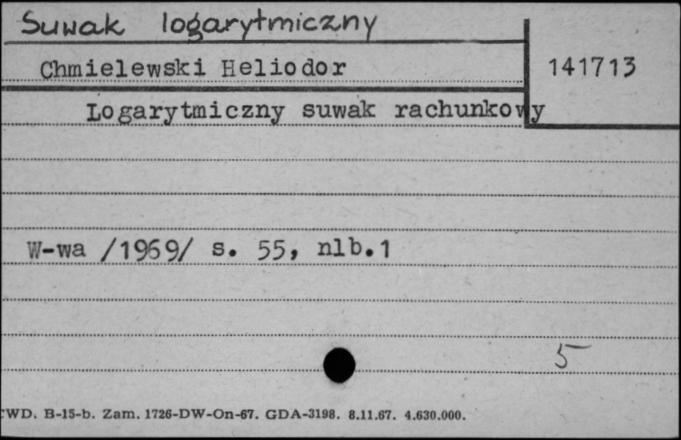 Suwak logarytmiczny
Chmielewski Heliodor
141713
Logarytmiczny suwak rachunkowy
W-wa /1969/ s. 55, nlb.1
5
CWD. B-15-b. Zam. 1726-DW-On-67. GDA-3198. 8.11.67. 4.630.000.